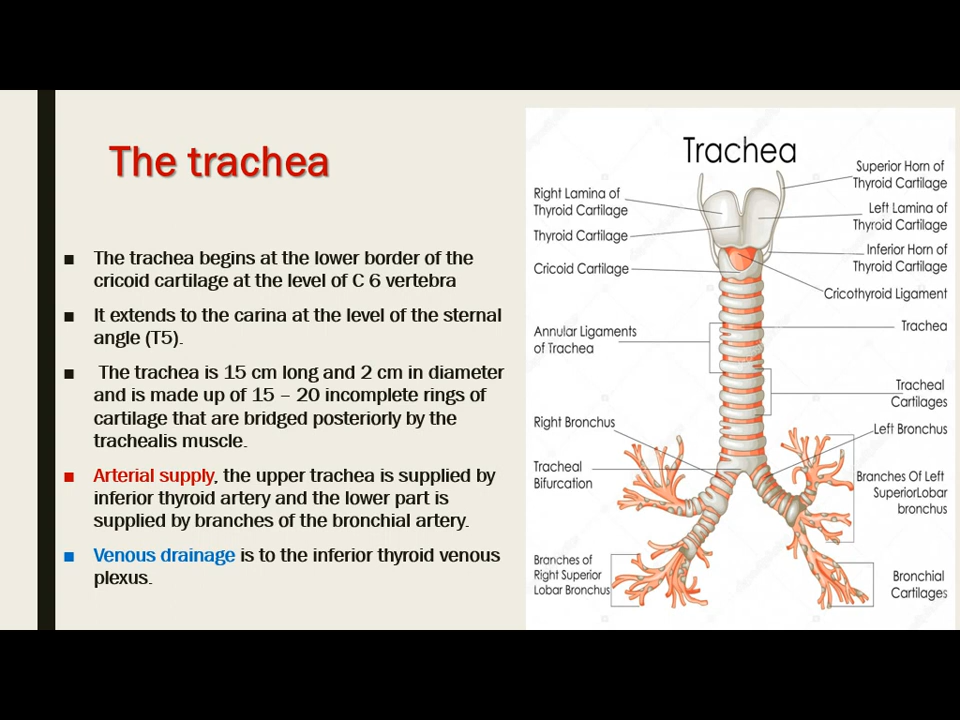 The trachea
■ The trachea begins at the lower border of the
cricoid cartilage at the level of C 6 vertebra
■ It extends to the carina at the level of the sternal
angle (T5).
■ The trachea is 15 cm long and 2 cm in diameter
and is made up of 15 – 20 incomplete rings of
cartilage that are bridged posteriorly by the
trachealis muscle.
■ Arterial supply, the upper trachea is supplied by
inferior thyroid artery and the lower part is
supplied by branches of the bronchial artery.
■ Venous drainage is to the inferior thyroid venous
plexus.
Trachea
Right Lamina of
Thyroid Cartilage
Thyroid Cartilage
Cricoid Cartilage
Annular Ligaments
of Trachea
Right Bronchus
Tracheal
Bifurcation
Branches of
Right Superior
Lobar Bronchus
Superior Horn of
Thyroid Cartilage
Left Lamina of
Thyroid Cartilage
Inferior Horn of
Thyroid Cartilage
Cricothyroid Ligament
Trachea
Tracheal
Cartilages
Left Bronchus
Branches Of Left
SuperiorLobar
bronchus
Bronchial
Cartilages